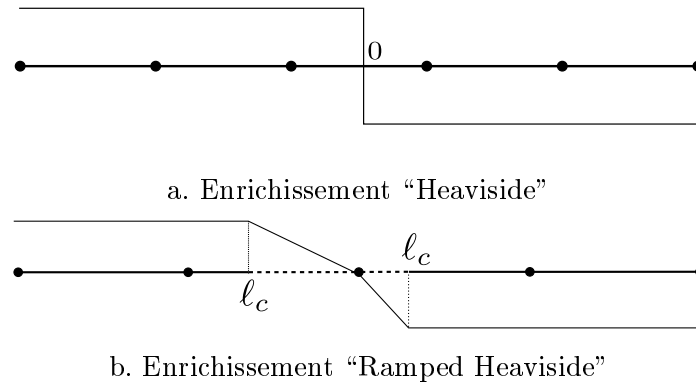 0
a. Enrichissement “Heaviside”
ℓc
ℓc
b. Enrichissement “Ramped Heaviside”